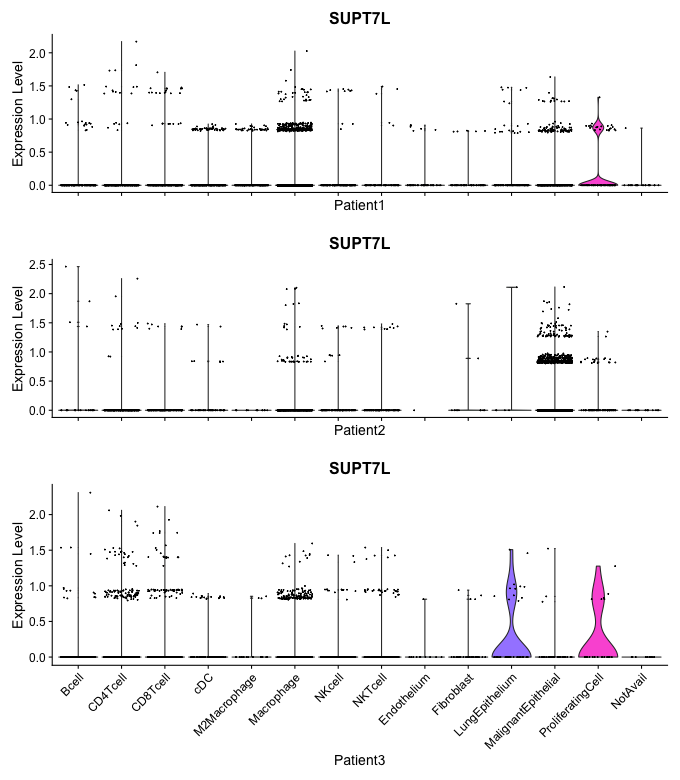 SUPT7L
Expression Level
2.0
1.5
1.0
0.5
0.0
Patient1
SUPT7L
Expression Level
2.5
2.0
1.5
1.0
0.5
0.0
Patient2
SUPT7L
Expression Level
2.0
1.5
1.0
0.5
0.0
Bcell
CD4Tcell
CD8Tcell
cDC
M2Macrophage
Macrophage
NKcell
NKTcell
Endothelium
Fibroblast
LungEpithelium
MalignantEpithelial
ProliferatingCell
NotAvail
Patient3